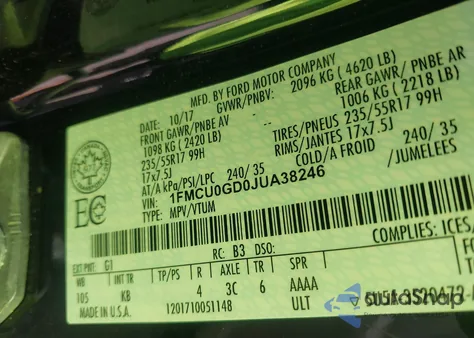 MFD. BY FORD MOTOR COMPANY
DATE: 10/17 GVWR/PNBV: 2096 KG ( 4620 LB)
FRONT GAWR/ PNBE AV REAR GAWR/ PNBE AR
1098 KG ( 2420 LB) 1006 KG ( 2218 LB)
235/55R17 99H TIRES/PNEUS 235/55R17 99H
17x7.5J RIMS/JANTES 17x7.5J
AT/A kPa/PSI/LPC 240/ 35 COLD/A FROID 240/ 35
VIN: 1FMCU0GD0JUA38246 /JUMELEES
TYPE: MPV/VTUM
COMPLIES: ICES/
EXT PNT: G1 RC: B3 DSO:
WB INT TR TP/PS R AXLE TR SPR
105 KB 4 3C 6 AAAA
1201710051148 ULT
MADE IN U.S.A.